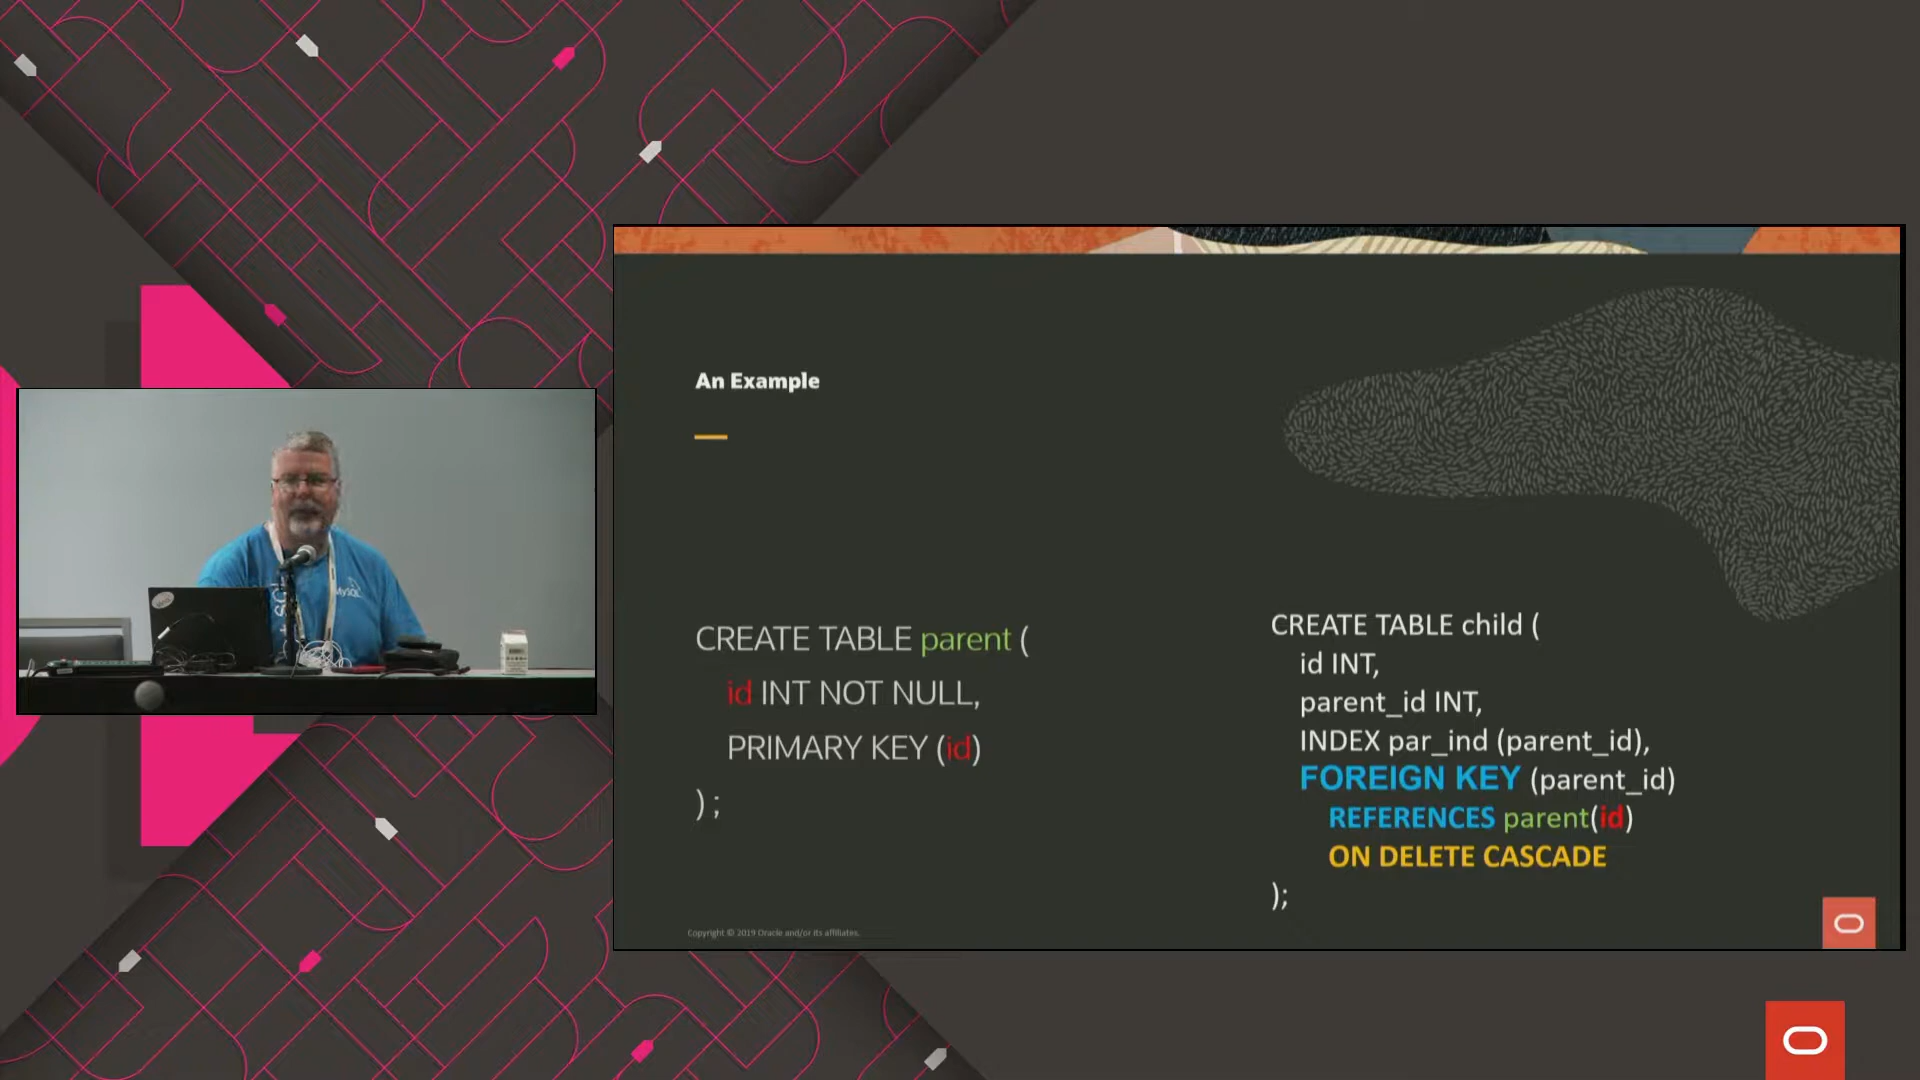 An Example
CREATE TABLE parent (
id INT NOT NULL,
PRIMARY KEY (id)
) ;
CREATE TABLE child (
id INT,
parent_id INT,
INDEX par_ind (parent_id),
FOREIGN KEY (parent_id)
REFERENCES parent(id)
ON DELETE CASCADE
);
Copyright © 2019 Oracle and/or its affiliates.
MySQL